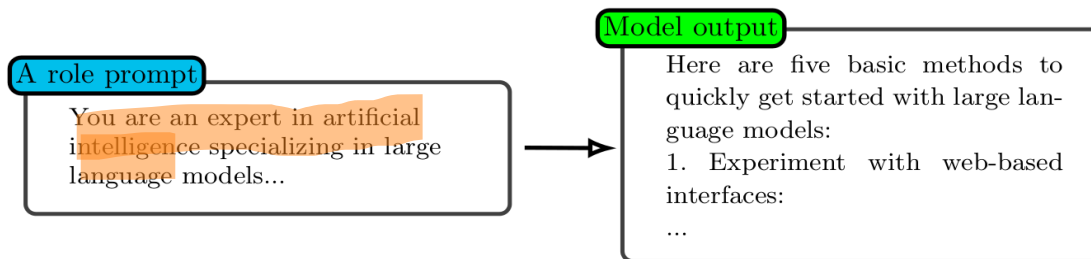 A role prompt
You are an expert in artificial
intelligence specializing in large
language models...
Model output
Here are five basic methods to
quickly get started with large lan-
guage models:
1. Experiment with web-based
interfaces:
...